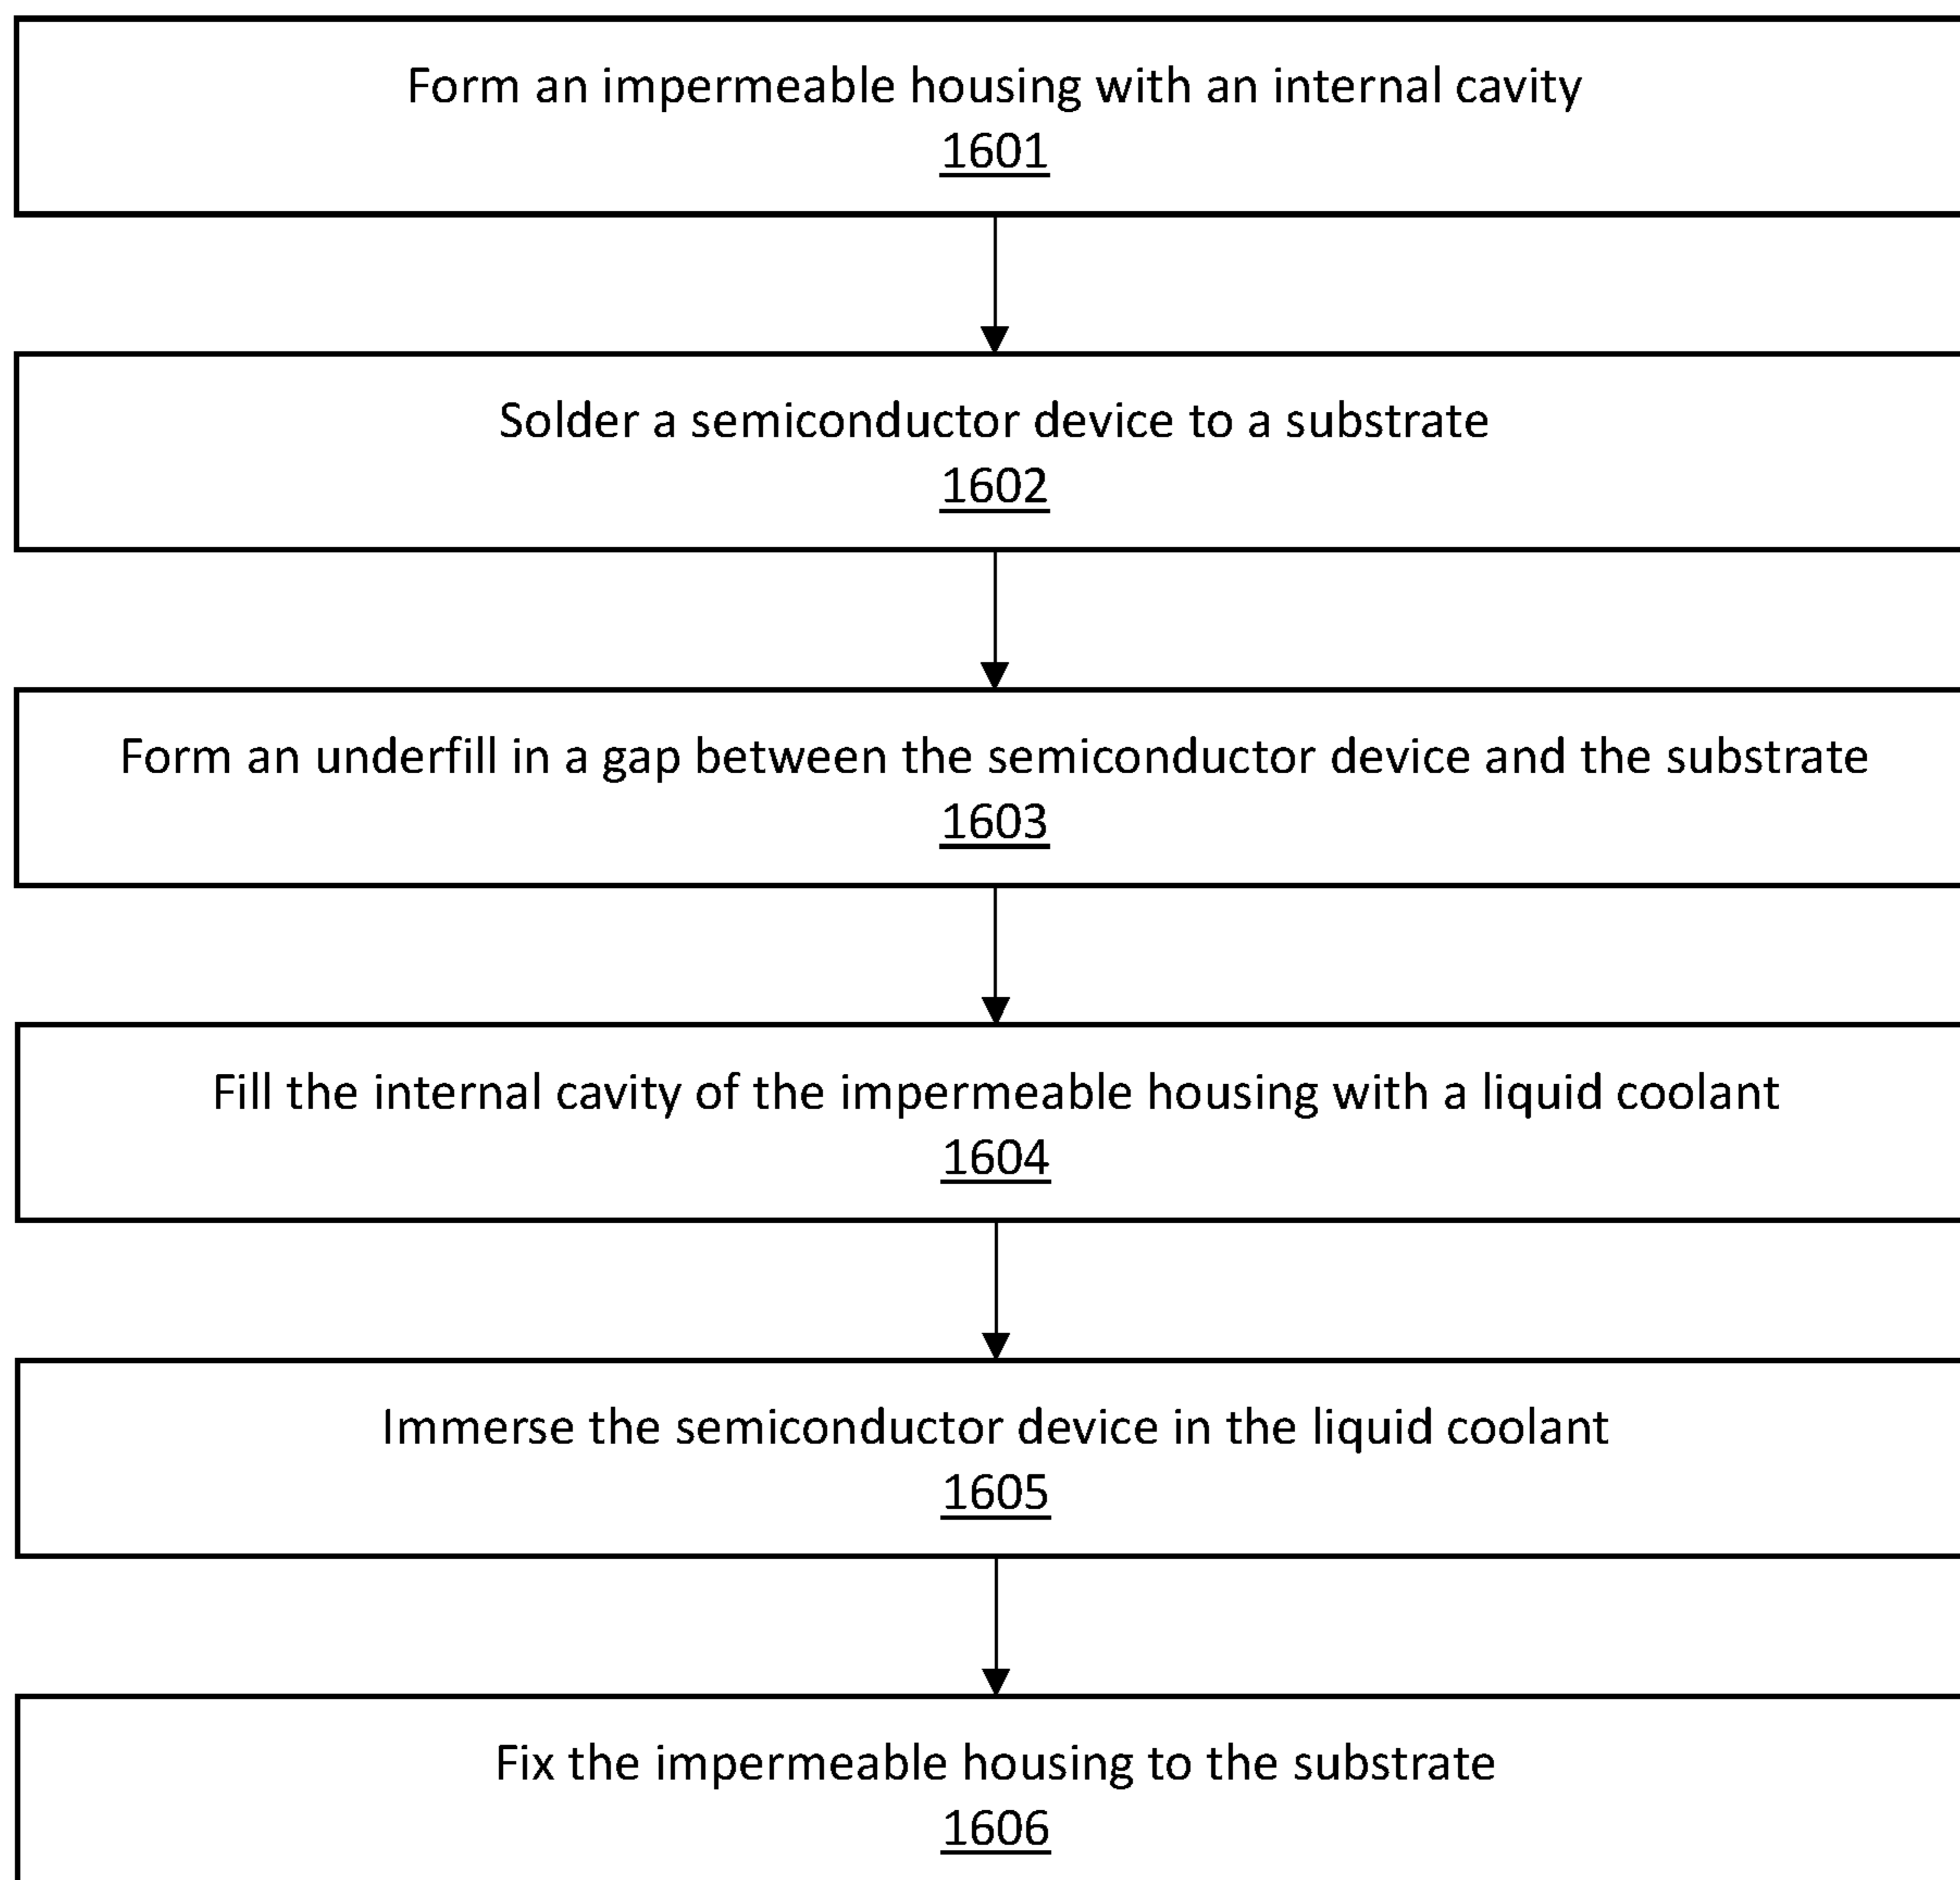 Form an impermeable housing with an internal cavity
1601
Solder a semiconductor device to a substrate
1602
Form an underfill in a gap between the semiconductor device and the substrate
1603
Fill the internal cavity of the impermeable housing with a liquid coolant
1604
Immerse the semiconductor device in the liquid coolant
1605
Fix the impermeable housing to the substrate
1606